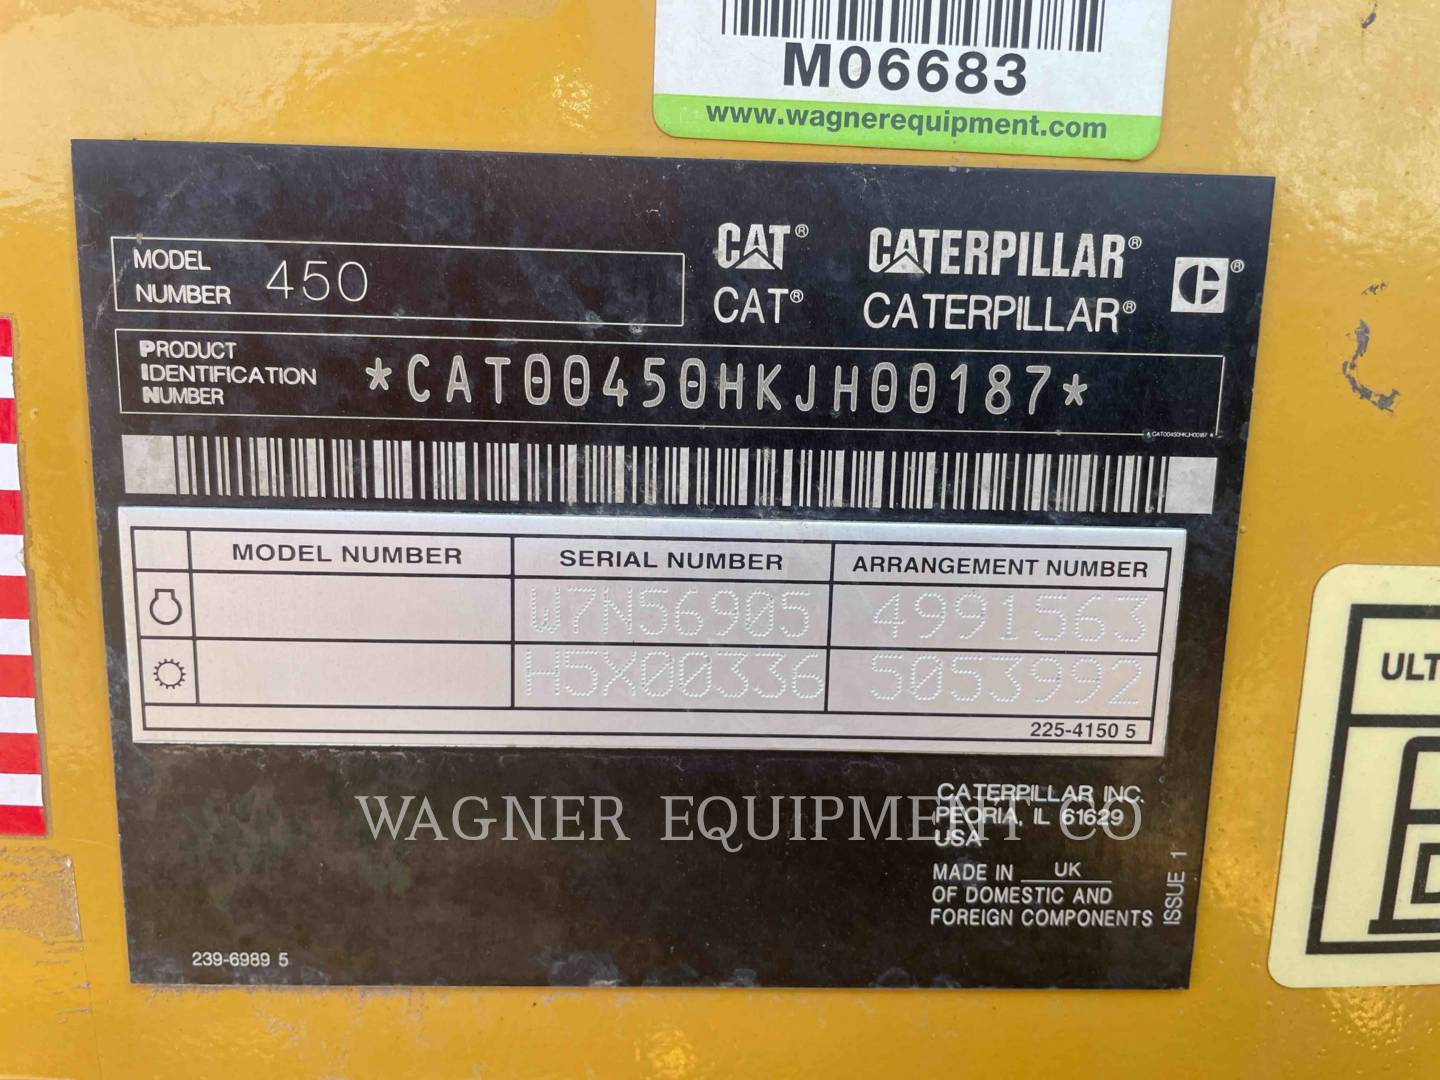 M06683
www.wagnerequipment.com
MODEL NUMBER 450
CAT® CATERPILLAR®
CAT® CATERPILLAR®
PRODUCT IDENTIFICATION NUMBER *CAT00450HKJH00187*
*CAT00450HKJH00187*
MODEL NUMBER SERIAL NUMBER ARRANGEMENT NUMBER
W7N56905 4991563
H5X00336 5053992
225-4150 5
CATERPILLAR INC.
PEORIA, IL 61629
USA
WAGNER EQUIPMENT CO
MADE IN UK
OF DOMESTIC AND
FOREIGN COMPONENTS
ISSUE 1
239-6989 5
ULT